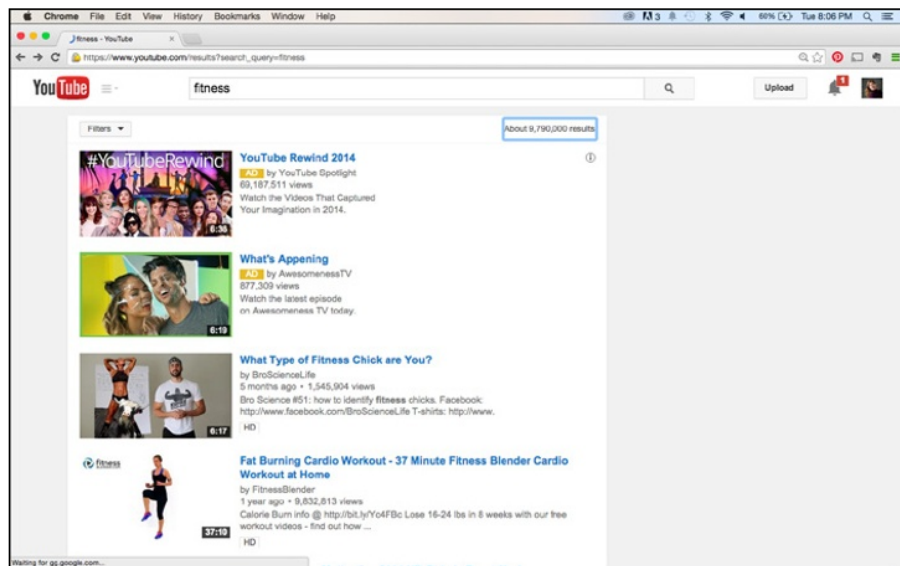 Chrome File Edit View History Bookmarks Window Help
3
60%
Tue 8:06 PM
fitness - YouTube
https://www.youtube.com/results?search_query=fitness
YouTube
fitness
Upload
1
Filters
About 9,790,000 results
#YouTubeRewind
6:36
YouTube Rewind 2014
AD by YouTube Spotlight
69,187,511 views
Watch the Videos That Captured
Your Imagination in 2014.
6:19
What's Appening
AD by AwesomenessTV
877,309 views
Watch the latest episode
on Awesomeness TV today.
6:17
What Type of Fitness Chick are You?
by BroScienceLife
5 months ago • 1,545,904 views
Bro Science #51: how to identify fitness chicks. Facebook:
http://www.facebook.com/BroScienceLife T-shirts: http://www.
HD
fitness
37:10
Fat Burning Cardio Workout - 37 Minute Fitness Blender Cardio
Workout at Home
by FitnessBlender
1 year ago • 9,832,813 views
Calorie Burn info @ http://bit.ly/Yc4FBc Lose 16-24 lbs in 8 weeks with our free
workout videos - find out how ...
HD
Waiting for gg.google.com...